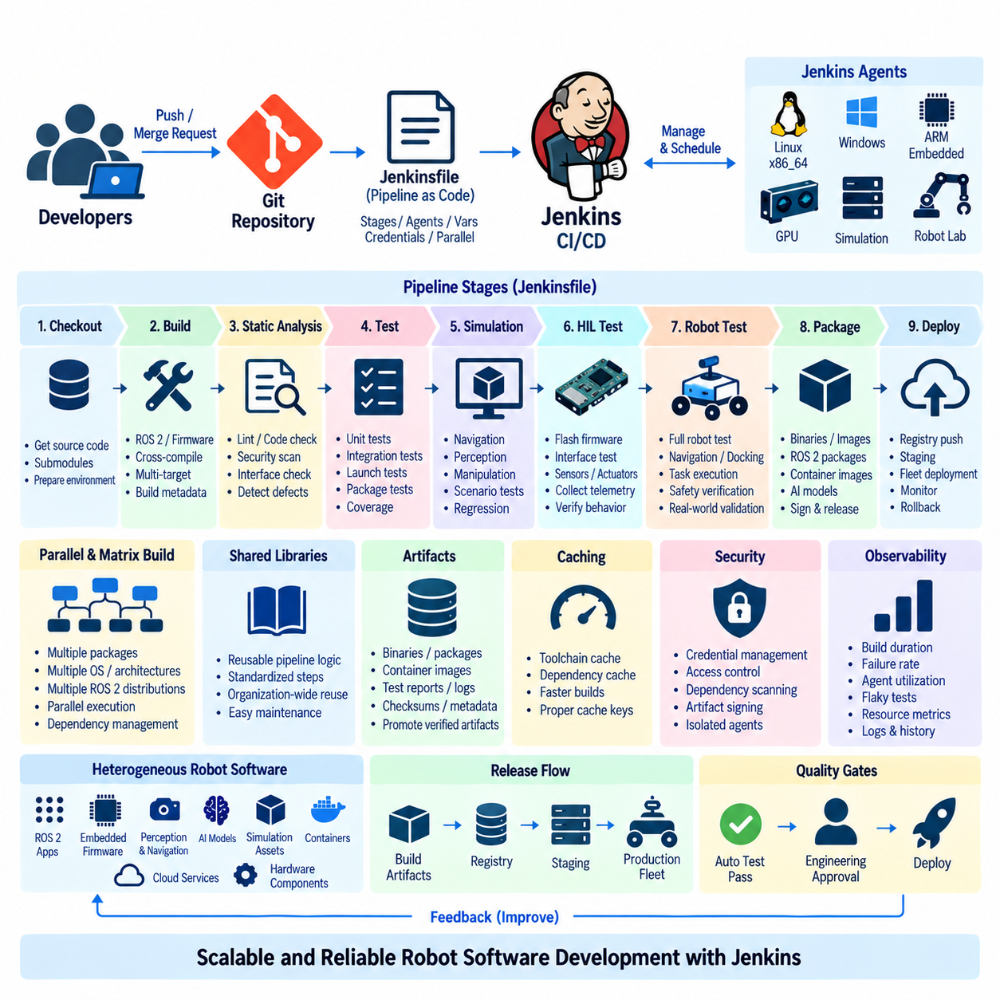 Developers
Push /
Merge Request
Git
Repository
Jenkinsfile
(Pipeline as Code)
Stages / Agents / Vars
Credentials / Parallel
Jenkins
CI/CD
Manage
& Schedule
Jenkins Agents
Linux
x86_64
Windows
ARM
Embedded
GPU
Simulation
Robot Lab
Pipeline Stages (Jenkinsfile)
1. Checkout
• Get source code
• Submodules
• Prepare environment
2. Build
• ROS 2 / Firmware
• Cross-compile
• Multi-target
• Build metadata
3. Static Analysis
• Lint / Code check
• Security scan
• Interface check
• Detect defects
4. Test
• Unit tests
• Integration tests
• Launch tests
• Package tests
• Coverage
5. Simulation
• Navigation
• Perception
• Manipulation
• Scenario tests
• Regression
6. HIL Test
• Flash firmware
• Interface test
• Sensors / Actuators
• Collect telemetry
• Verify behavior
7. Robot Test
• Full robot test
• Navigation / Docking
• Task execution
• Safety verification
• Real-world validation
8. Package
• Binaries / Images
• ROS 2 packages
• Container images
• AI models
• Sign & release
9. Deploy
• Registry push
• Staging
• Fleet deployment
• Monitor
• Rollback
Parallel & Matrix Build
• Multiple packages
• Multiple OS / architectures
• Multiple ROS 2 distributions
• Parallel execution
• Dependency management
Shared Libraries
• Reusable pipeline logic
• Standardized steps
• Organization-wide reuse
• Easy maintenance
Artifacts
• Binaries / packages
• Container images
• Test reports / logs
• Checksums / metadata
• Promote verified artifacts
Caching
• Toolchain cache
• Dependency cache
• Faster builds
• Proper cache keys
Security
• Credential management
• Access control
• Dependency scanning
• Artifact signing
• Isolated agents
Observability
• Build duration
• Failure rate
• Agent utilization
• Flaky tests
• Resource metrics
• Logs & history
Heterogeneous Robot Software
ROS 2
Apps
Embedded
Firmware
Perception
& Navigation
AI Models
Simulation
Assets
Containers
Cloud Services
Hardware
Components
Release Flow
Build
Artifacts
Registry
Staging
Production
Fleet
Quality Gates
Auto Test
Pass
Engineering
Approval
Deploy
Feedback (Improve)
Scalable and Reliable Robot Software Development with Jenkins